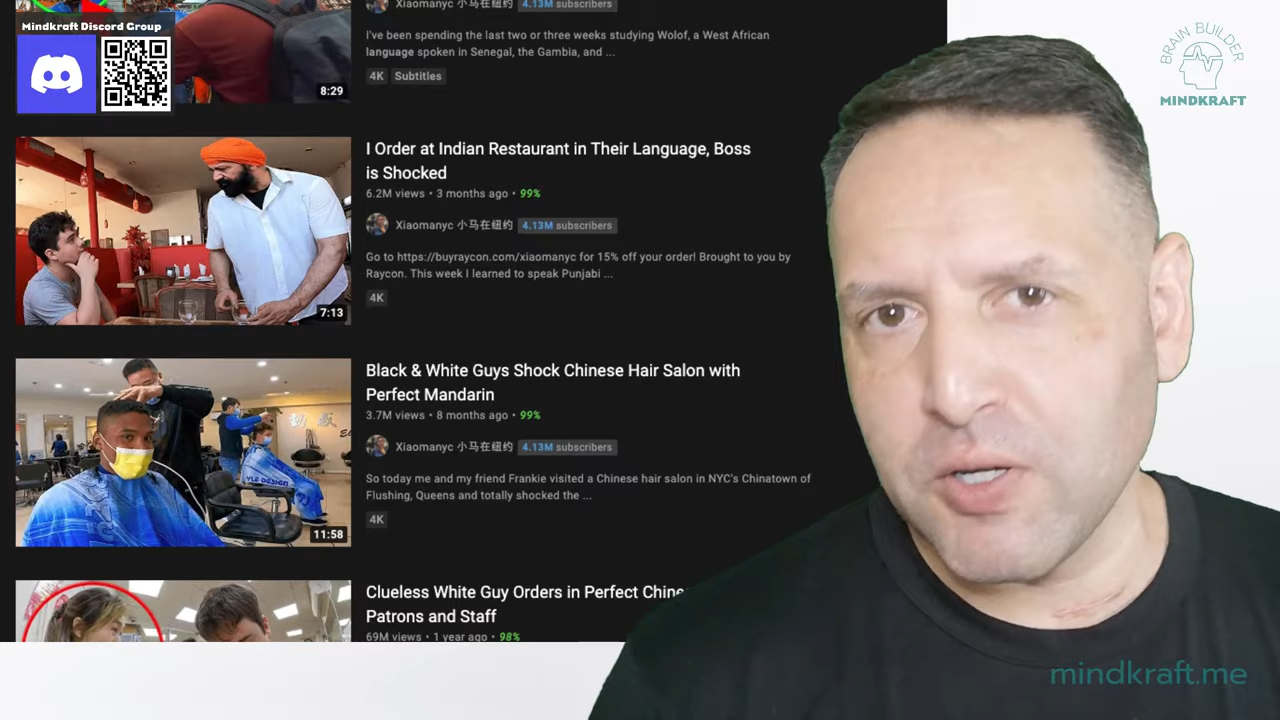 Mindkraft Discord Group
Xiaomanyc 小马在纽约 4.13M subscribers
I've been spending the last two or three weeks studying Wolof, a West African
language spoken in Senegal, the Gambia, and ...
4K Subtitles
8:29
BRAIN BUILDER
MINDKRAFT
I Order at Indian Restaurant in Their Language, Boss
is Shocked
6.2M views • 3 months ago • 99%
Xiaomanyc 小马在纽约 4.13M subscribers
Go to https://buyraycon.com/xiaomanyc for 15% off your order! Brought to you by
Raycon. This week I learned to speak Punjabi ...
4K
7:13
Black & White Guys Shock Chinese Hair Salon with
Perfect Mandarin
3.7M views • 8 months ago • 99%
Xiaomanyc 小马在纽约 4.13M subscribers
So today me and my friend Frankie visited a Chinese hair salon in NYC's Chinatown of
Flushing, Queens and totally shocked the ...
4K
YLE DESIGN
11:58
Clueless White Guy Orders in Perfect Chine
Patrons and Staff
69M views • 1 year ago • 98%
mindkraft.me